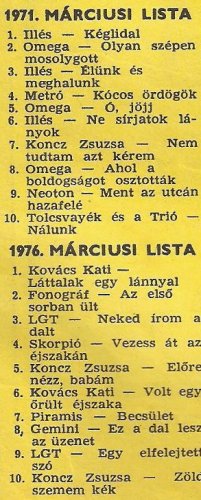 1971. MÁRCIUSI LISTA
1. Illés — Kéglidal
2. Omega — Olyan szépen
mosolygott
3. Illés — Élünk és
meghalunk
4. Metró — Kócos ördögök
5. Omega — Ó, jöjj
6. Illés — Ne sírjatok lá-
nyok
7. Koncz Zsuzsa — Nem
tudtam azt kérem
8. Omega — Ahol a
boldogságot osztották
9. Neoton — Ment az utcán
hazafelé
10. Tolcsvayék és a Trió —
Nálunk
1976. MÁRCIUSI LISTA
1. Kovács Kati —
Láttalak egy lánnyal
2. Fonográf — Az első
sorban ült
3. LGT — Neked írom a
dalt
4. Skorpió — Vezess át az
éjszakán
5. Koncz Zsuzsa — Előre
nézz, babám
6. Kovács Kati — Volt egy
őrült éjszaka
7. Piramis — Becsület
8. Gemini — Ez a dal lesz
az üzenet
9. LGT — Egy elfelejtett
szó
10. Koncz Zsuzsa — Zöld
szemem kék